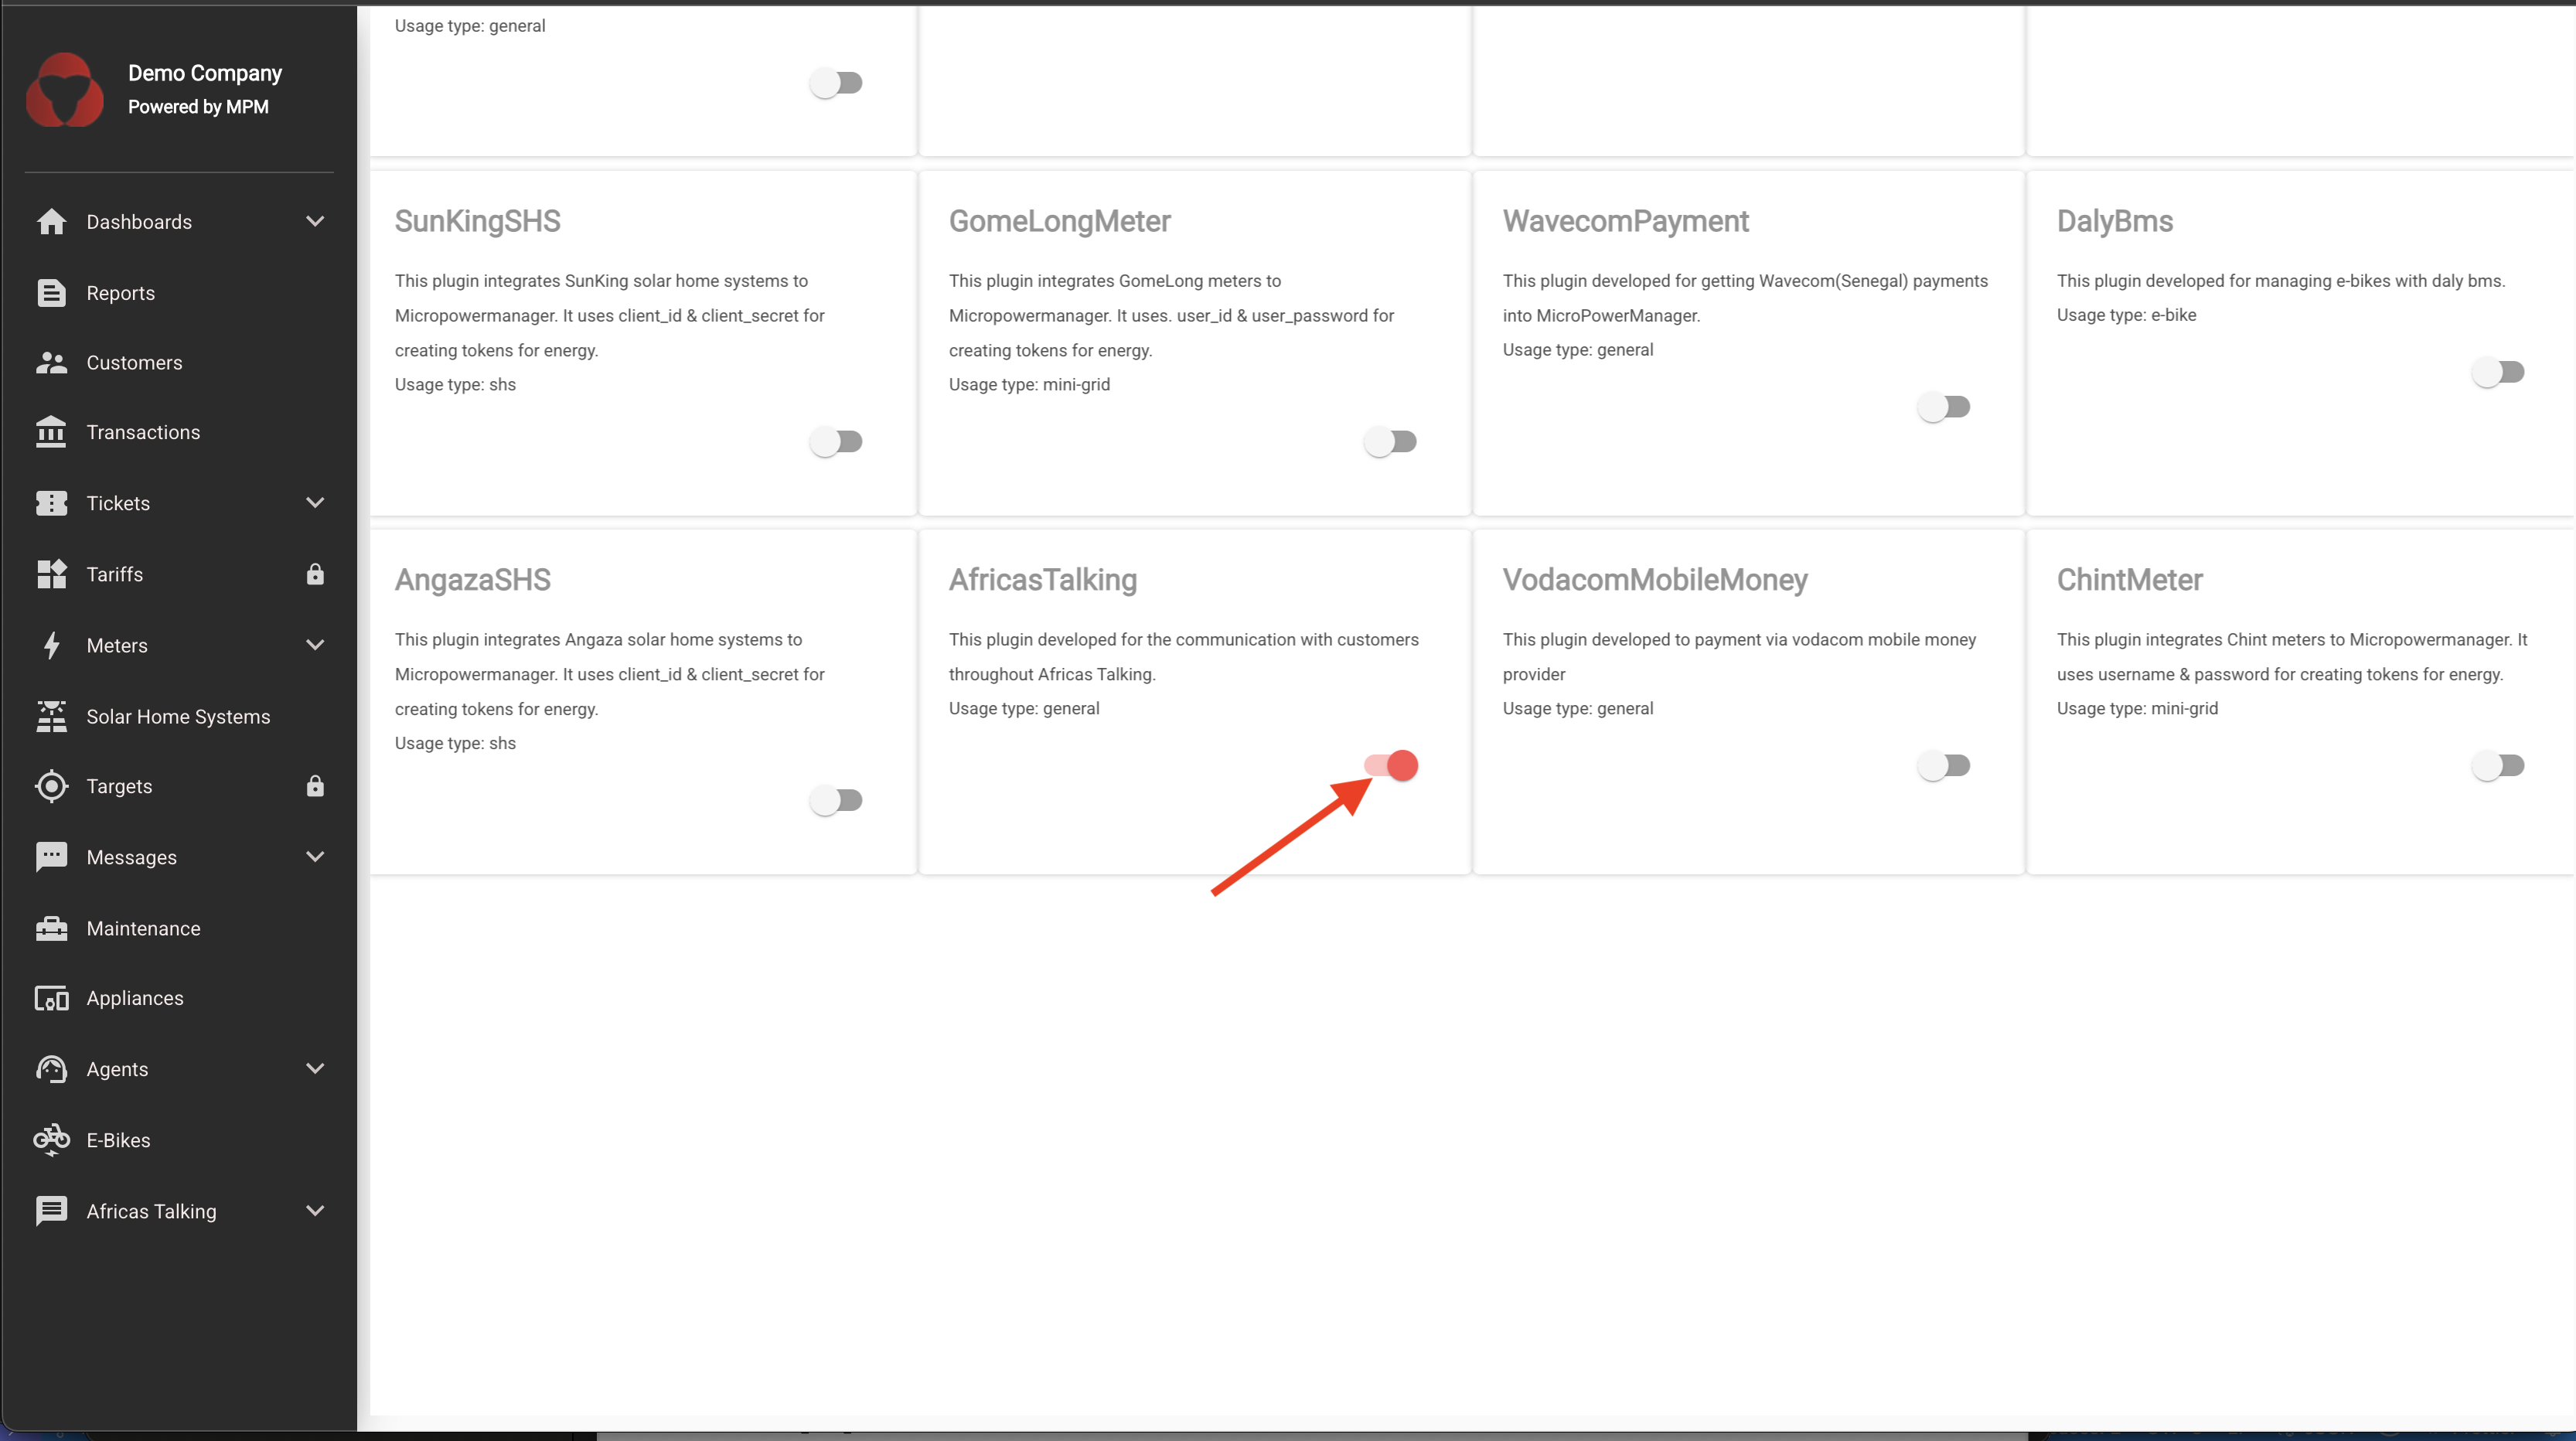 Demo Company
Powered by MPM
Dashboards
Reports
Customers
Transactions
Tickets
Tariffs
Meters
Solar Home Systems
Targets
Messages
Maintenance
Appliances
Agents
E-Bikes
Africas Talking
Usage type: general
SunKingSHS
This plugin integrates SunKing solar home systems to
Micropowermanager. It uses client_id & client_secret for
creating tokens for energy.
Usage type: shs
GomeLongMeter
This plugin integrates GomeLong meters to
Micropowermanager. It uses. user_id & user_password for
creating tokens for energy.
Usage type: mini-grid
WavecomPayment
This plugin developed for getting Wavecom(Senegal) payments
into MicroPowerManager.
Usage type: general
DalyBms
This plugin developed for managing e-bikes with daly bms.
Usage type: e-bike
AngazaSHS
This plugin integrates Angaza solar home systems to
Micropowermanager. It uses client_id & client_secret for
creating tokens for energy.
Usage type: shs
AfricasTalking
This plugin developed for the communication with customers
throughout Africas Talking.
Usage type: general
VodacomMobileMoney
This plugin developed to payment via vodacom mobile money
provider
Usage type: general
ChintMeter
This plugin integrates Chint meters to Micropowermanager. It
uses username & password for creating tokens for energy.
Usage type: mini-grid